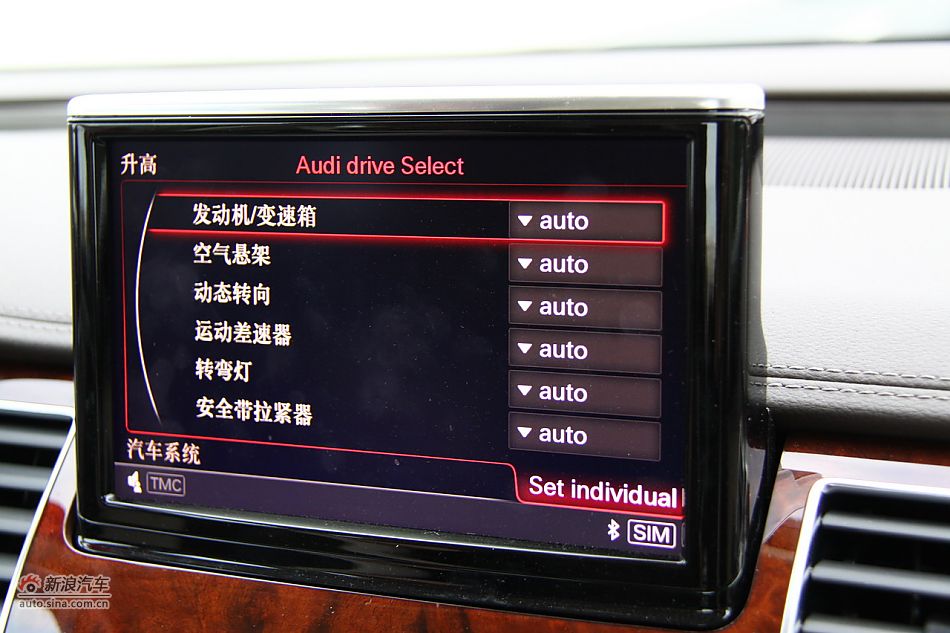 升高 Audi drive Select
发动机/变速箱 ▼ auto
空气悬架 ▼ auto
动态转向 ▼ auto
运动差速器 ▼ auto
转弯灯 ▼ auto
安全带拉紧器 ▼ auto
汽车系统
Set individual
TMC
SIM
新浪汽车
auto.sina.com.cn